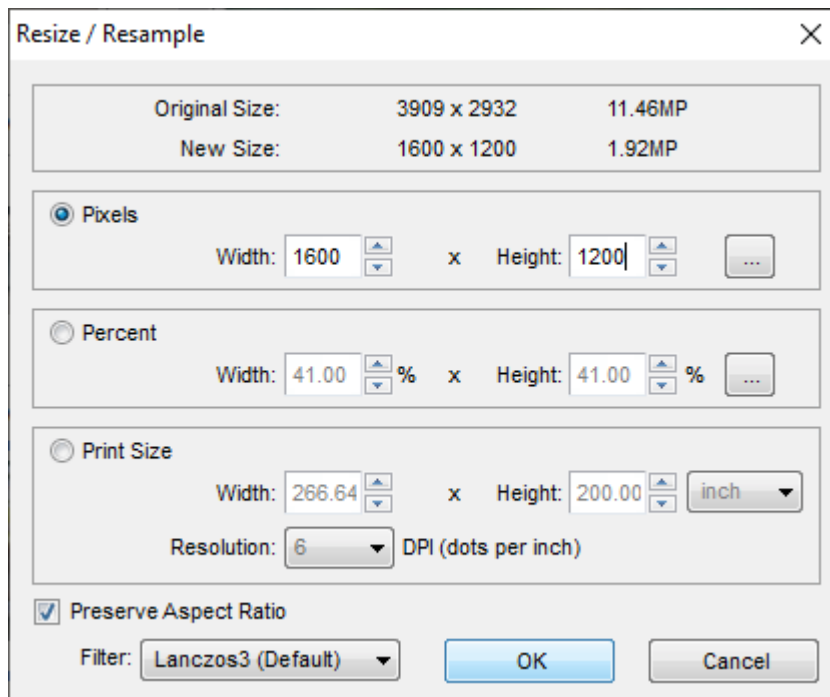 Resize / Resample
Original Size: 3909 x 2932 11.46MP
New Size: 1600 x 1200 1.92MP
Pixels
Width: 1600 x Height: 1200 ...
Percent
Width: 41.00 % x Height: 41.00 % ...
Print Size
Width: 266.64 x Height: 200.00 inch
Resolution: 6 DPI (dots per inch)
Preserve Aspect Ratio
Filter: Lanczos3 (Default) OK Cancel